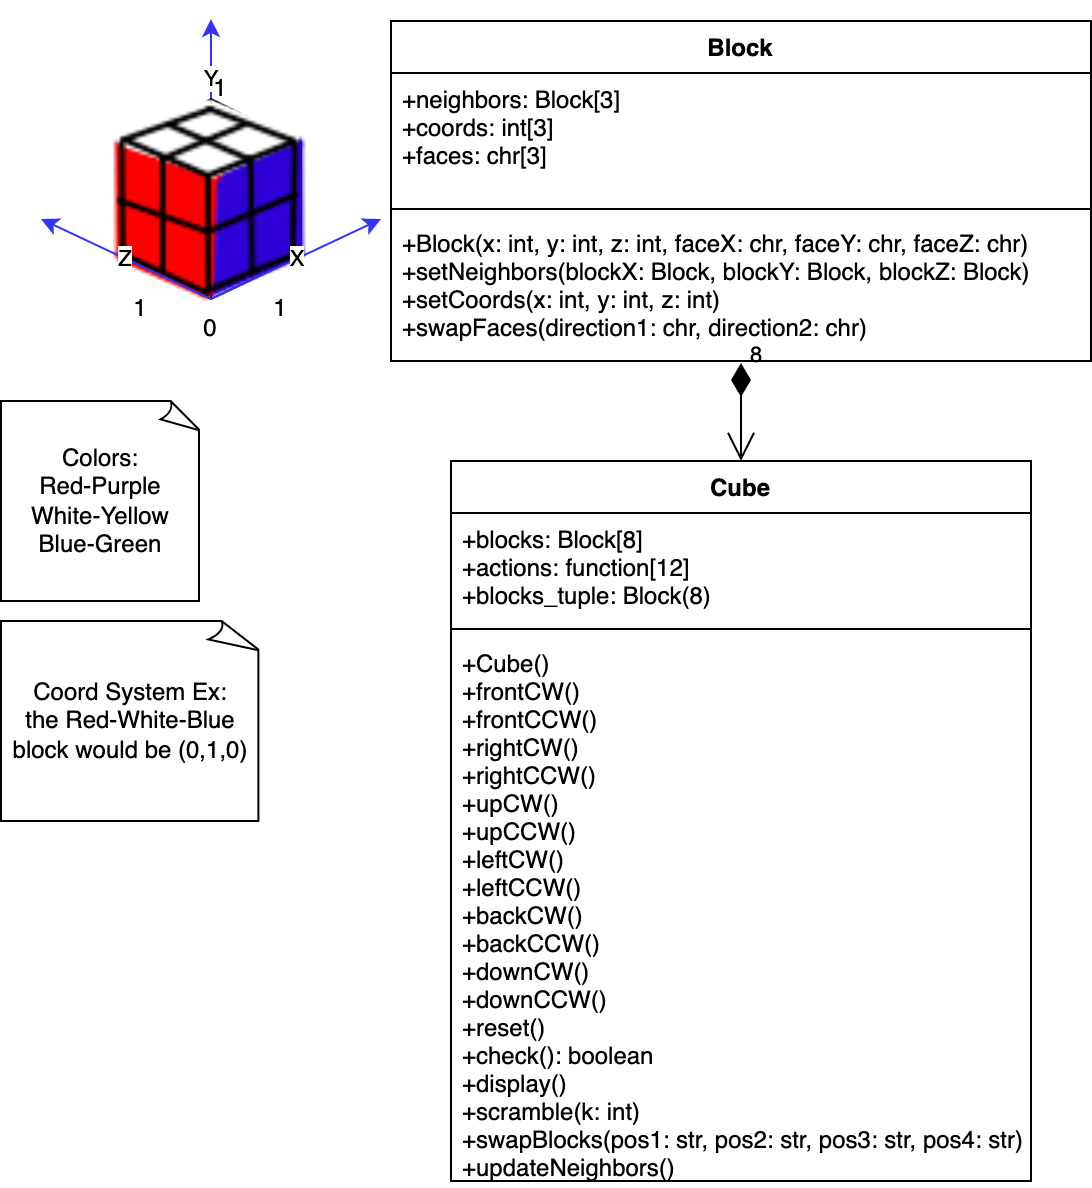 Y
1
Z
X
1
1
0
Block
+neighbors: Block[3]
+coords: int[3]
+faces: chr[3]
+Block(x: int, y: int, z: int, faceX: chr, faceY: chr, faceZ: chr)
+setNeighbors(blockX: Block, blockY: Block, blockZ: Block)
+setCoords(x: int, y: int, z: int)
+swapFaces(direction1: chr, direction2: chr)
8
Colors:
Red-Purple
White-Yellow
Blue-Green
Coord System Ex:
the Red-White-Blue
block would be (0,1,0)
Cube
+blocks: Block[8]
+actions: function[12]
+blocks_tuple: Block(8)
+Cube()
+frontCW()
+frontCCW()
+rightCW()
+rightCCW()
+upCW()
+upCCW()
+leftCW()
+leftCCW()
+backCW()
+backCCW()
+downCW()
+downCCW()
+reset()
+check(): boolean
+display()
+scramble(k: int)
+swapBlocks(pos1: str, pos2: str, pos3: str, pos4: str)
+updateNeighbors()